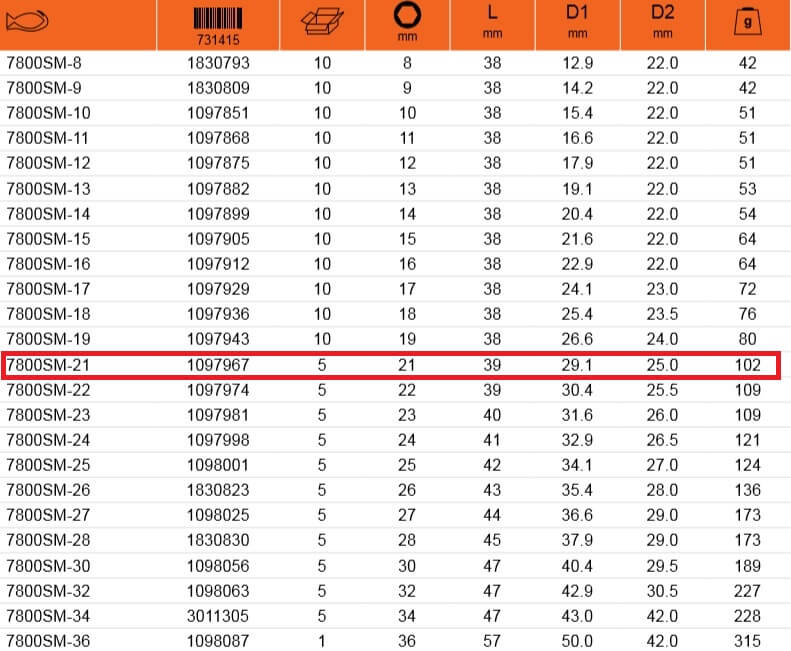 731415 mm L mm D1 mm D2 mm g
7800SM-8 1830793 10 8 38 12.9 22.0 42
7800SM-9 1830809 10 9 38 14.2 22.0 42
7800SM-10 1097851 10 10 38 15.4 22.0 51
7800SM-11 1097868 10 11 38 16.6 22.0 51
7800SM-12 1097875 10 12 38 17.9 22.0 51
7800SM-13 1097882 10 13 38 19.1 22.0 53
7800SM-14 1097899 10 14 38 20.4 22.0 54
7800SM-15 1097905 10 15 38 21.6 22.0 64
7800SM-16 1097912 10 16 38 22.9 22.0 64
7800SM-17 1097929 10 17 38 24.1 23.0 72
7800SM-18 1097936 10 18 38 25.4 23.5 76
7800SM-19 1097943 10 19 38 26.6 24.0 80
7800SM-21 1097967 5 21 39 29.1 25.0 102
7800SM-22 1097974 5 22 39 30.4 25.5 109
7800SM-23 1097981 5 23 40 31.6 26.0 109
7800SM-24 1097998 5 24 41 32.9 26.5 121
7800SM-25 1098001 5 25 42 34.1 27.0 124
7800SM-26 1830823 5 26 43 35.4 28.0 136
7800SM-27 1098025 5 27 44 36.6 29.0 173
7800SM-28 1830830 5 28 45 37.9 29.0 173
7800SM-30 1098056 5 30 47 40.4 29.5 189
7800SM-32 1098063 5 32 47 42.9 30.5 227
7800SM-34 3011305 5 34 47 43.0 42.0 228
7800SM-36 1098087 1 36 57 50.0 42.0 315